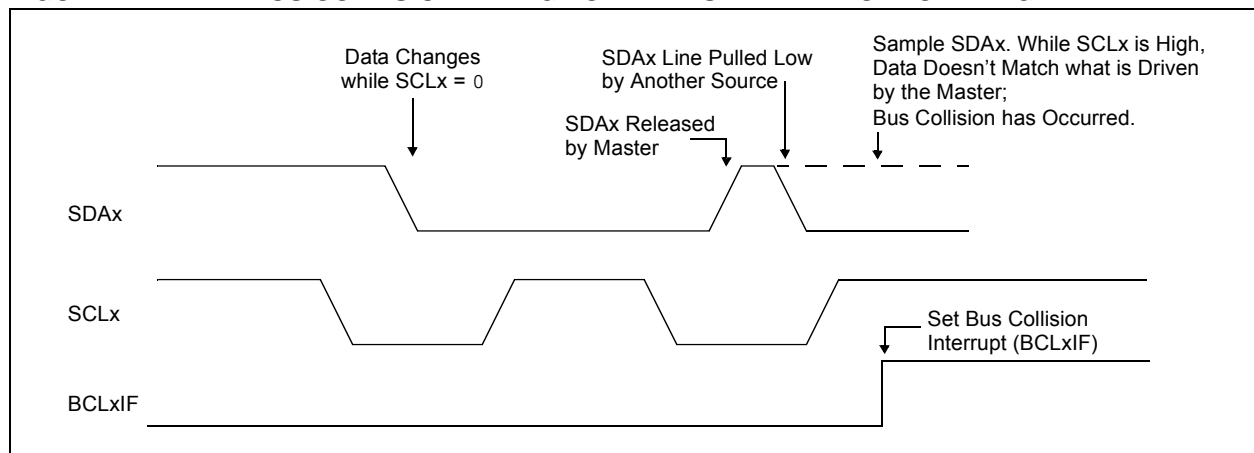 Data Changes
while SCLx = 0
SDAx Line Pulled Low
by Another Source
SDAx Released
by Master
Sample SDAx. While SCLx is High,
Data Doesn't Match what is Driven
by the Master;
Bus Collision has Occurred.
SDAx
SCLx
Set Bus Collision
Interrupt (BCLxIF)
BCLxIF